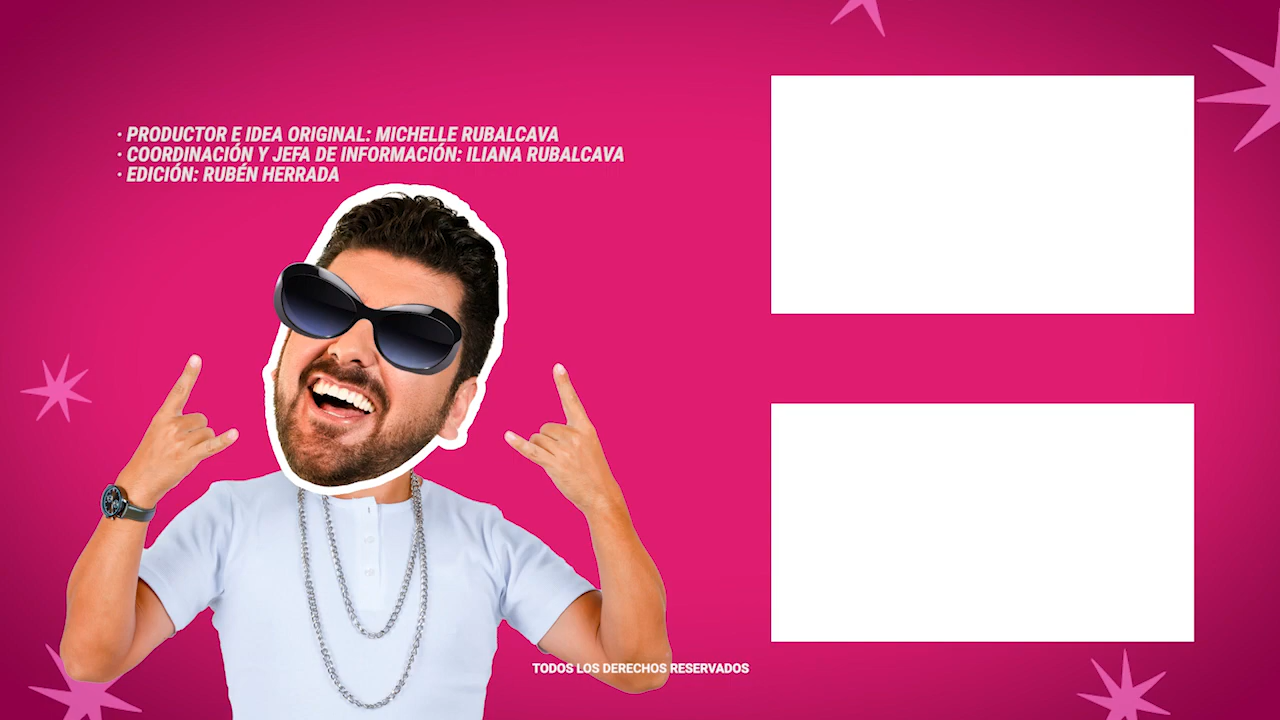 · PRODUCTOR E IDEA ORIGINAL: MICHELLE RUBALCAVA
· COORDINACIÓN Y JEFA DE INFORMACIÓN: ILIANA RUBALCAVA
· EDICIÓN: RUBÉN HERRADA
TODOS LOS DERECHOS RESERVADOS